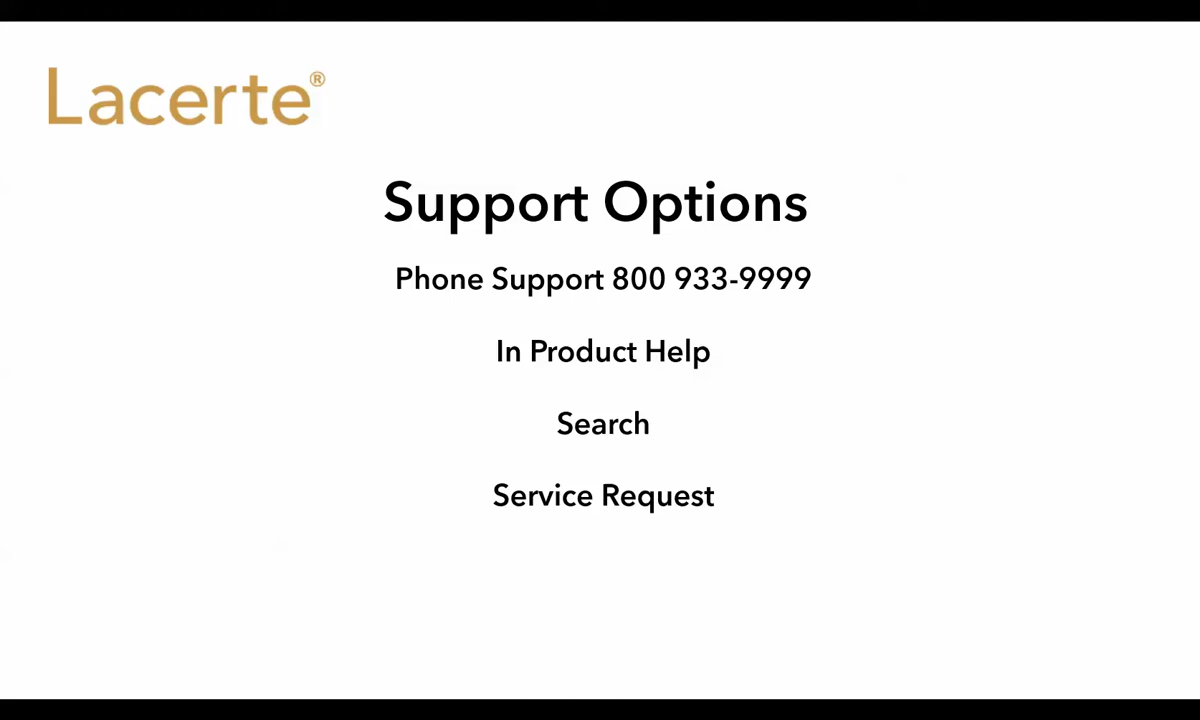 Lacerte®
Support Options
Phone Support 800 933-9999
In Product Help
Search
Service Request